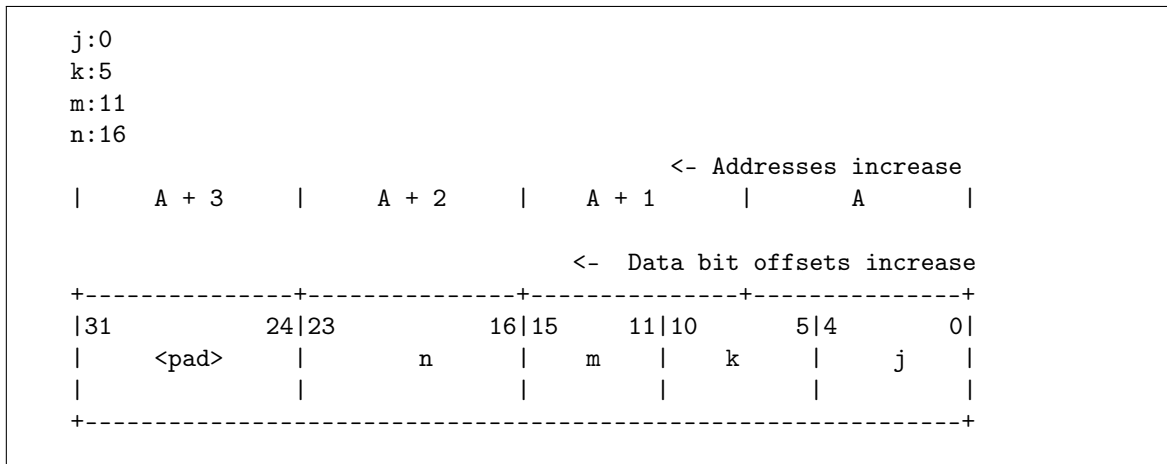 j:0
k:5
m:11
n:16
<- Addresses increase
|     A + 3     |     A + 2     |    A + 1      |       A       |
<-  Data bit offsets increase
+---------------+---------------+---------------+---------------+
|31           24|23           16|15     11|10       5|4         0|
|     <pad>     |        n      |    m    |    k     |     j    |
|               |               |         |          |          |
+---------------------------------------------------------------+